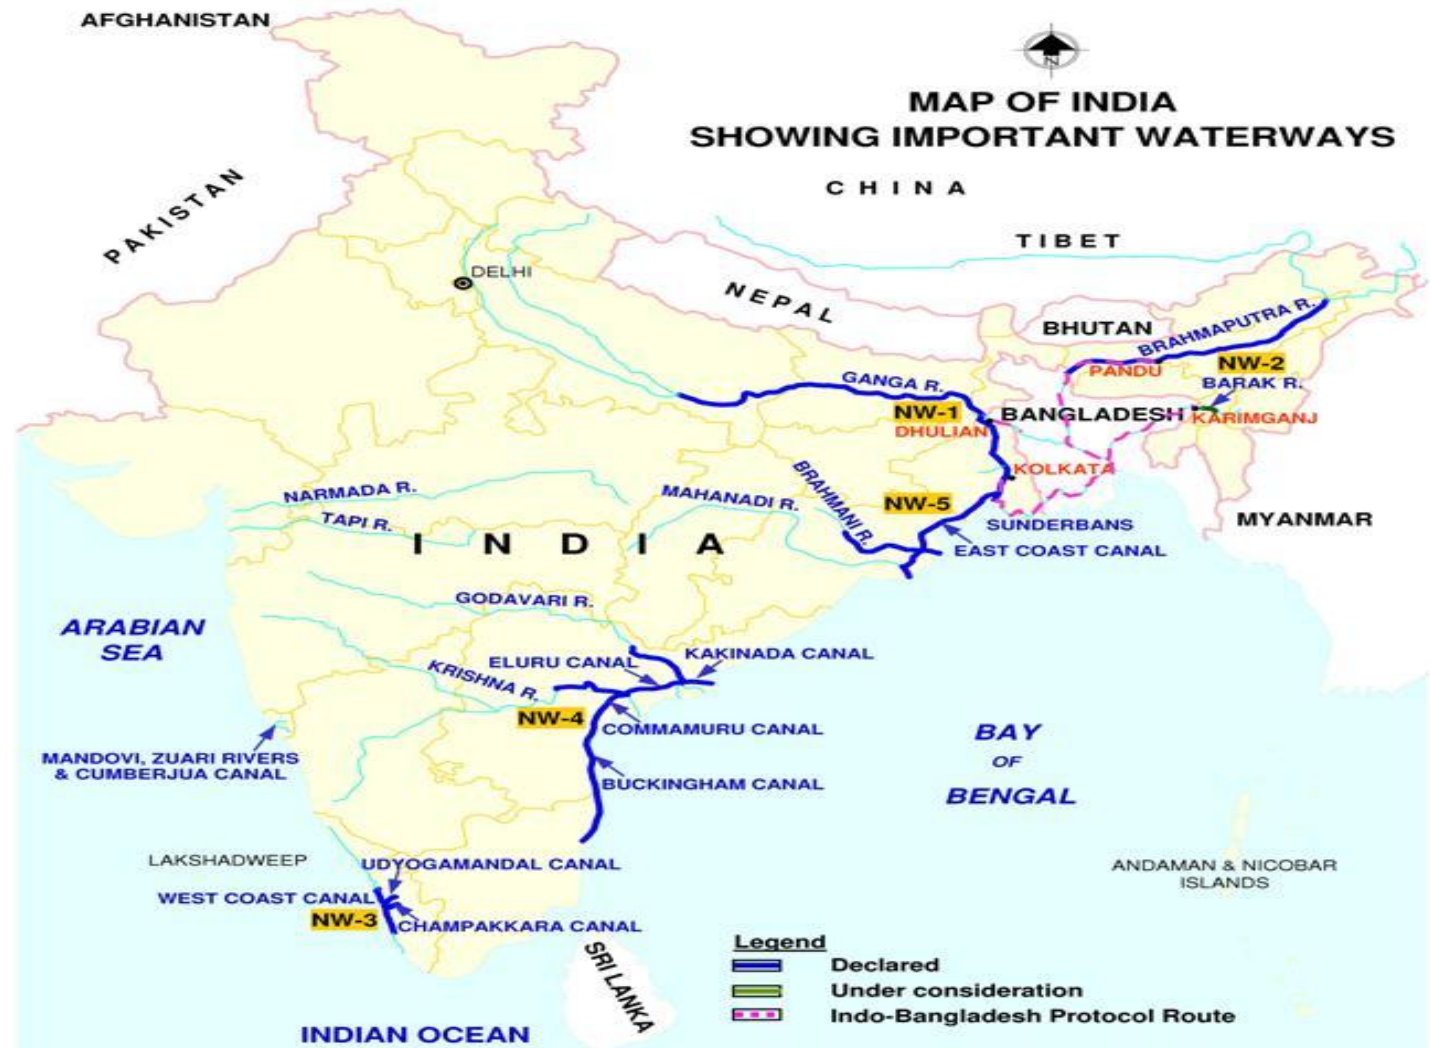 AFGHANISTAN
N
MAP OF INDIA
SHOWING IMPORTANT WATERWAYS
CHINA
PAKISTAN
TIBET
DELHI
NEPAL
BHUTAN
BRAHMAPUTRA R.
PANDU
NW-2
GANGA R.
BARAK R.
NW-1
BANGLADESH
KARIMGANJ
DHULIAN
KOLKATA
NARMADA R.
MAHANADI R.
BRAHMANI R.
NW-5
TAPI R.
SUNDERBANS
MYANMAR
INDIA
EAST COAST CANAL
GODAVARI R.
ARABIAN
SEA
ELURU CANAL
KAKINADA CANAL
KRISHNA R.
NW-4
COMMAMURU CANAL
BAY
OF
BENGAL
MANDOVI, ZUARI RIVERS
& CUMBERJUA CANAL
BUCKINGHAM CANAL
LAKSHADWEEP
UDYOGAMANDAL CANAL
ANDAMAN & NICOBAR
ISLANDS
WEST COAST CANAL
NW-3
CHAMPAKKARA CANAL
SRI LANKA
Legend
Declared
Under consideration
Indo-Bangladesh Protocol Route
INDIAN OCEAN